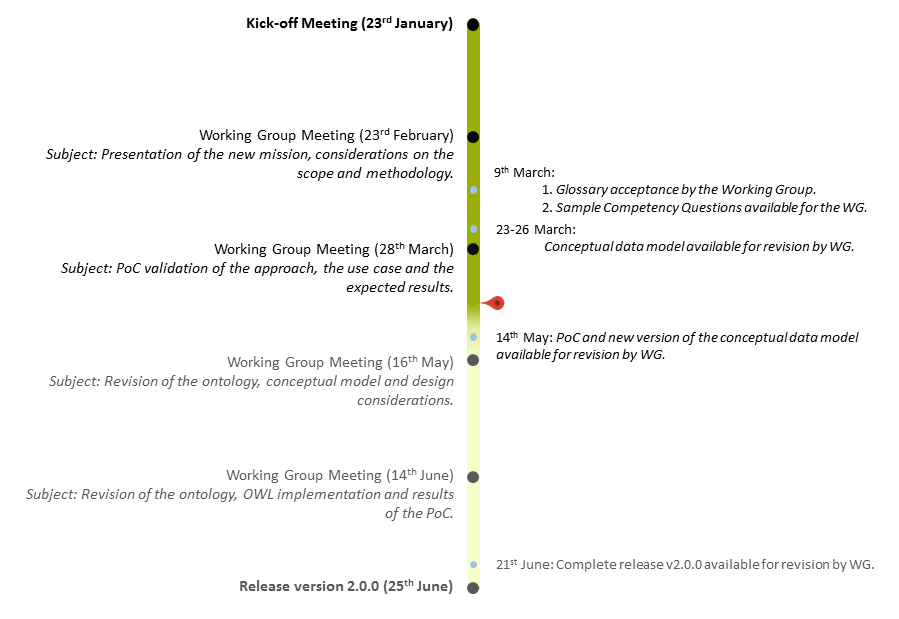 Kick-off Meeting (23rd January)
Working Group Meeting (23rd February)
Subject: Presentation of the new mission, considerations on the
scope and methodology.
9th March:
1. Glossary acceptance by the Working Group.
2. Sample Competency Questions available for the WG.
23-26 March:
Conceptual data model available for revision by WG.
Working Group Meeting (28th March)
Subject: PoC validation of the approach, the use case and the
expected results.
14th May: PoC and new version of the conceptual data model
available for revision by WG.
Working Group Meeting (16th May)
Subject: Revision of the ontology, conceptual model and design
considerations.
Working Group Meeting (14th June)
Subject: Revision of the ontology, OWL implementation and results
of the PoC.
21st June: Complete release v2.0.0 available for revision by WG.
Release version 2.0.0 (25th June)